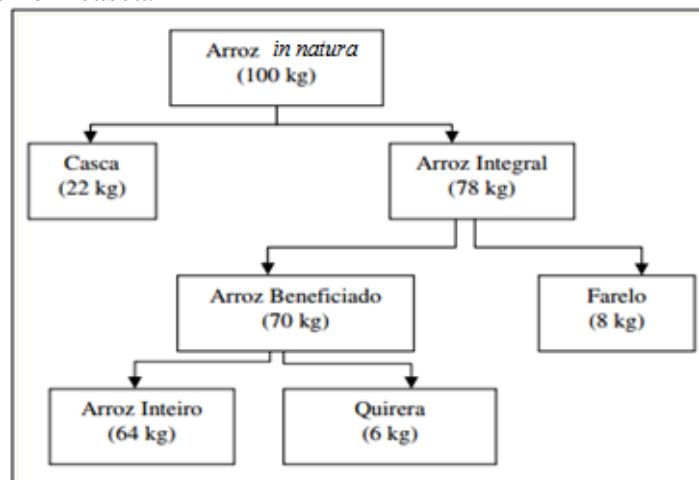 Arroz in natura
(100 kg)
Casca
(22 kg)
Arroz Integral
(78 kg)
Arroz Beneficiado
(70 kg)
Farelo
(8 kg)
Arroz Inteiro
(64 kg)
Quirera
(6 kg)